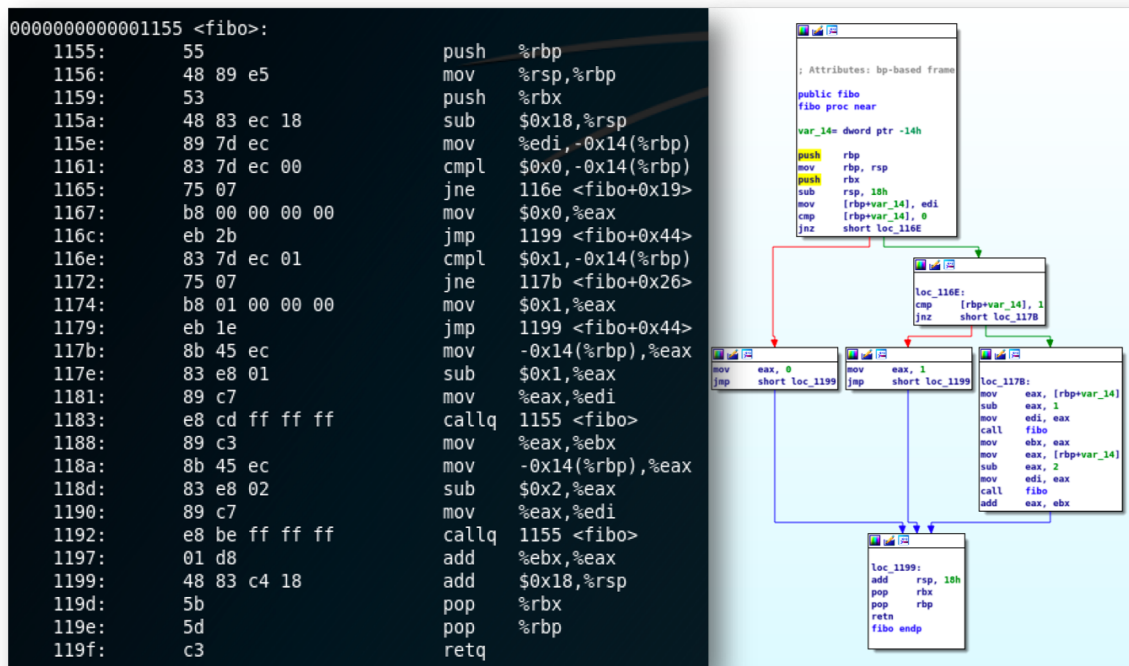 0000000000001155 <fibo>:
1155: 55 push %rbp
1156: 48 89 e5 mov %rsp,%rbp
1159: 53 push %rbx
115a: 48 83 ec 18 sub $0x18,%rsp
115e: 89 7d ec mov %edi,-0x14(%rbp)
1161: 83 7d ec 00 cmpl $0x0,-0x14(%rbp)
1165: 75 07 jne 116e <fibo+0x19>
1167: b8 00 00 00 00 mov $0x0,%eax
116c: eb 2b jmp 1199 <fibo+0x44>
116e: 83 7d ec 01 cmpl $0x1,-0x14(%rbp)
1172: 75 07 jne 117b <fibo+0x26>
1174: b8 01 00 00 00 mov $0x1,%eax
1179: eb 1e jmp 1199 <fibo+0x44>
117b: 8b 45 ec mov -0x14(%rbp),%eax
117e: 83 e8 01 sub $0x1,%eax
1181: 89 c7 mov %eax,%edi
1183: e8 cd ff ff ff callq 1155 <fibo>
1188: 89 c3 mov %eax,%ebx
118a: 8b 45 ec mov -0x14(%rbp),%eax
118d: 83 e8 02 sub $0x2,%eax
1190: 89 c7 mov %eax,%edi
1192: e8 be ff ff ff callq 1155 <fibo>
1197: 01 d8 add %ebx,%eax
1199: 48 83 c4 18 add $0x18,%rsp
119d: 5b pop %rbx
119e: 5d pop %rbp
119f: c3 retq
; Attributes: bp-based frame
public fibo
fibo proc near
var_14= dword ptr -14h
push rbp
mov rbp, rsp
push rbx
sub rsp, 18h
mov [rbp+var_14], edi
cmp [rbp+var_14], 0
jnz short loc_116E
loc_116E:
cmp [rbp+var_14], 1
jnz short loc_117B
mov eax, 0
jmp short loc_1199
mov eax, 1
jmp short loc_1199
loc_117B:
mov eax, [rbp+var_14]
sub eax, 1
mov edi, eax
call fibo
mov ebx, eax
mov eax, [rbp+var_14]
sub eax, 2
mov edi, eax
call fibo
add eax, ebx
loc_1199:
add rsp, 18h
pop rbx
pop rbp
retn
fibo endp